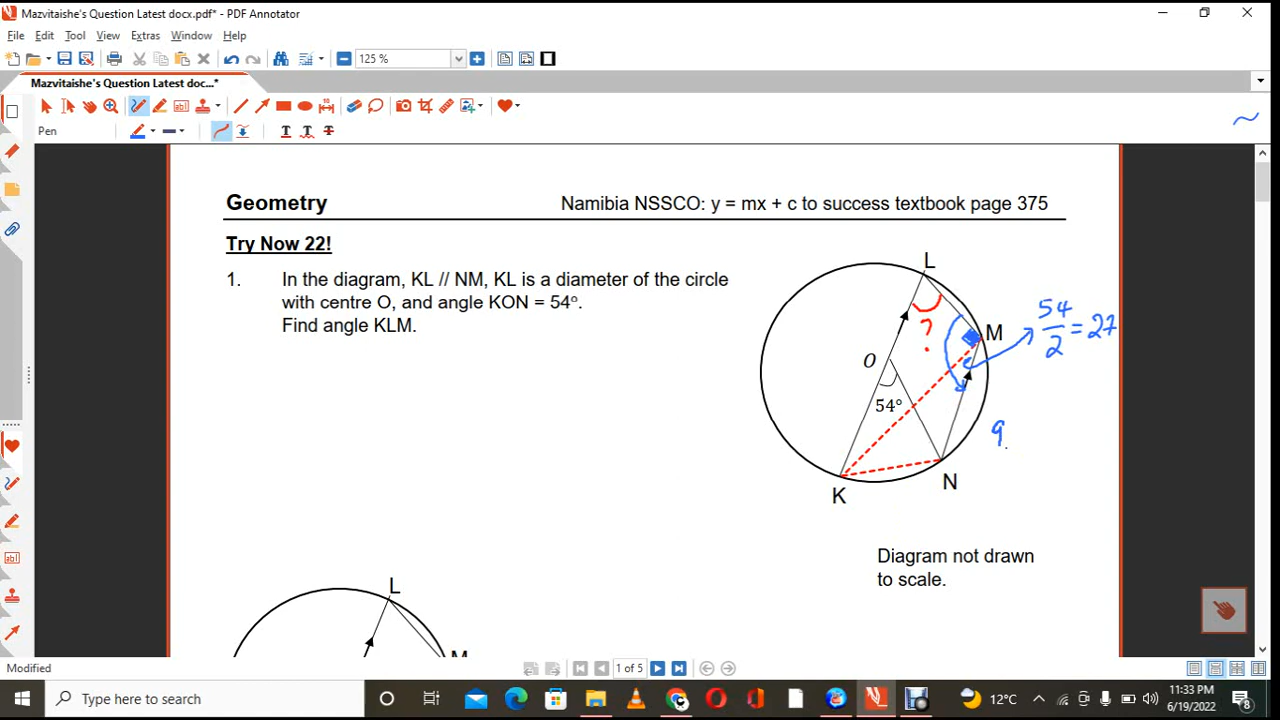 Mazvitaishe's Question Latest docx.pdf* - PDF Annotator
File Edit Tool View Extras Window Help
125 %
Mazvitaishe's Question Latest doc...*
Pen
Geometry
Namibia NSSCO: y = mx + c to success textbook page 375
Try Now 22!
1. In the diagram, KL // NM, KL is a diameter of the circle
with centre O, and angle KON = 54°.
Find angle KLM.
L
M
O
54°
K
N
?
54/2 = 27
9
Diagram not drawn
to scale.
L
M
Modified
1 of 5
Type here to search
12°C
11:33 PM
6/19/2022
8